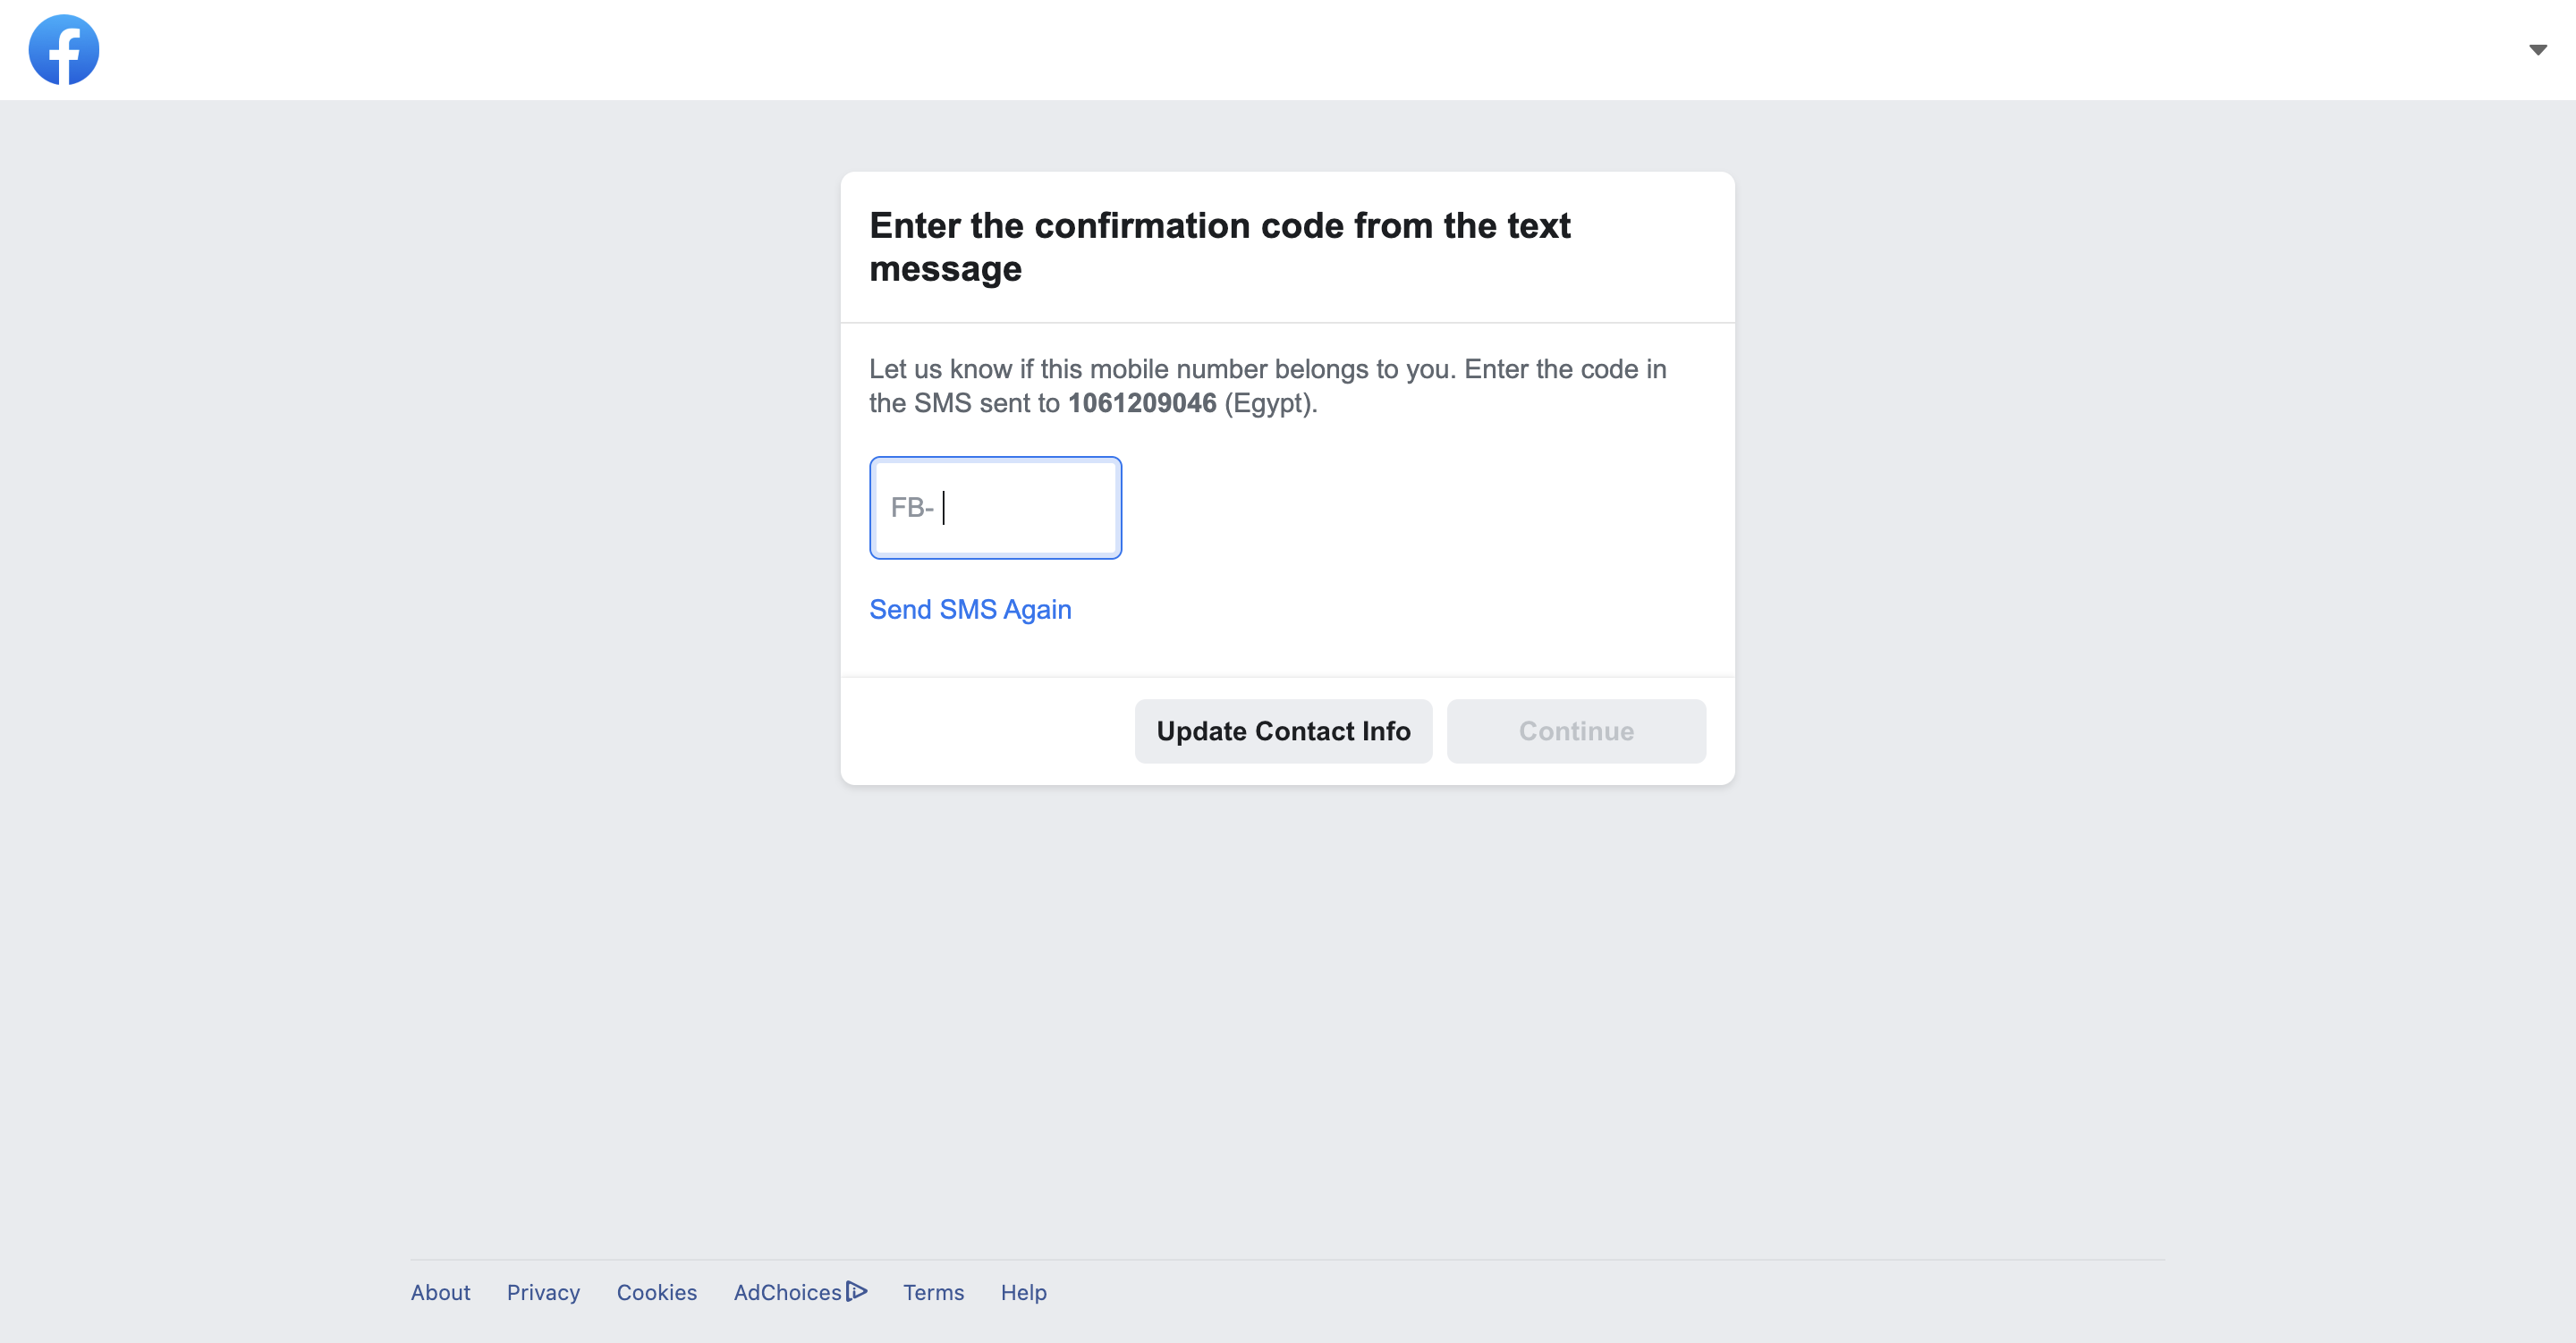 Enter the confirmation code from the text
message
Let us know if this mobile number belongs to you. Enter the code in
the SMS sent to 1061209046 (Egypt).
FB-
Send SMS Again
Update Contact Info
Continue
About Privacy Cookies AdChoices Terms Help